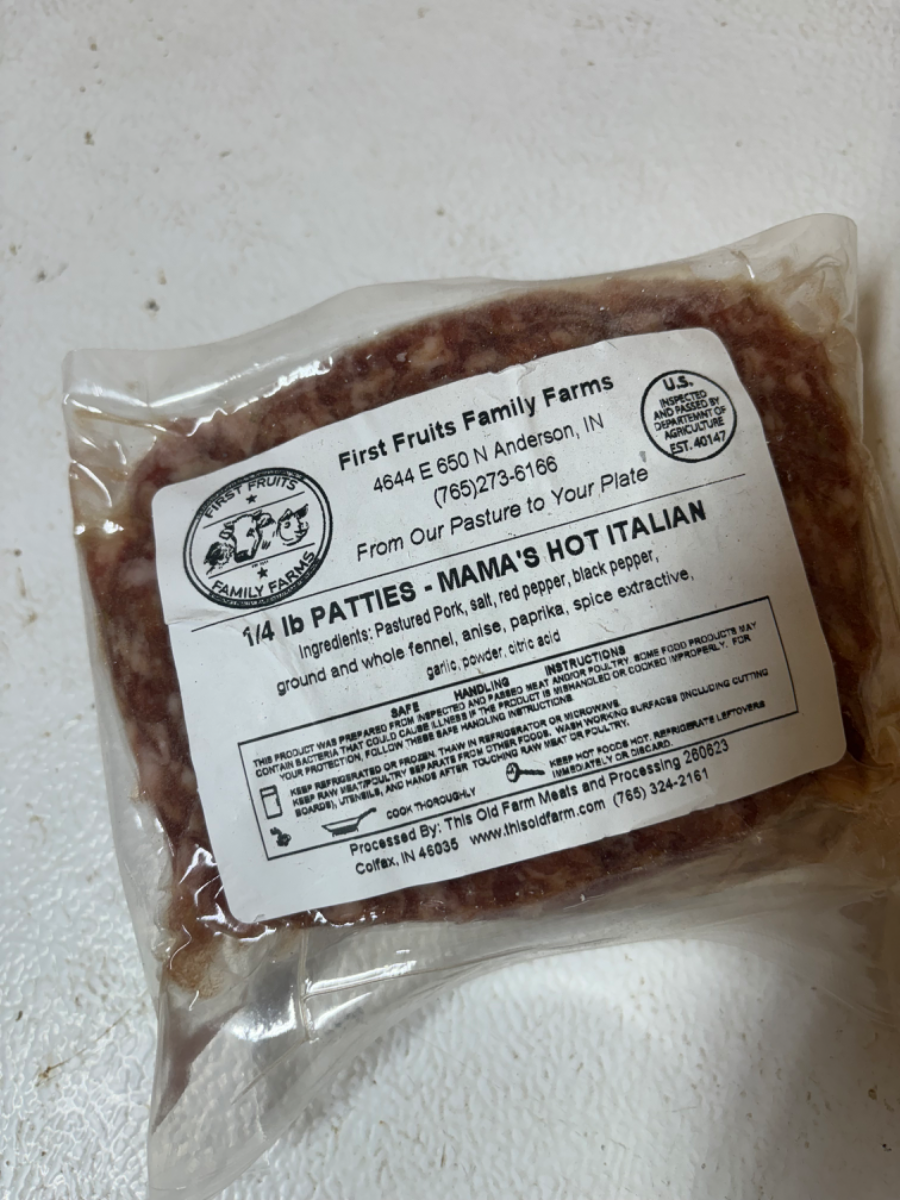 First Fruits Family Farms
4644 E 650 N Anderson, IN
(765)273-6166
From Our Pasture to Your Plate
U.S.
INSPECTED
AND PASSED BY
DEPARTEMNT OF
AGRICULTURE
EST. 40147
FIRST FRUITS
FAMILY FARMS
1/4 lb PATTIES - MAMA'S HOT ITALIAN
Ingredients: Pastured Pork, salt, red pepper, black pepper,
ground and whole fennel, anise, paprika, spice extractive,
garlic, powder, citric acid
SAFE HANDLING INSTRUCTIONS
THIS PRODUCT WAS PREPARED FROM INSPECTED AND PASSED MEAT AND/OR POULTRY. SOME FOOD PRODUCTS MAY
CONTAIN BACTERIA THAT COULD CAUSE ILLNESS IF THE PRODUCT IS MISHANDLED OR COOKED IMPROPERLY. FOR
YOUR PROTECTION, FOLLOW THESE SAFE HANDLING INSTRUCTIONS.
KEEP REFRIGERATED OR FROZEN. THAW IN REFRIGERATOR OR MICROWAVE.
KEEP RAW MEAT/POULTRY SEPARATE FROM OTHER FOODS. WASH WORKING SURFACES (INCLUDING CUTTING
BOARDS), UTENSILS, AND HANDS AFTER TOUCHING RAW MEAT OR POULTRY.
COOK THOROUGHLY
KEEP HOT FOODS HOT. REFRIGERATE LEFTOVERS
IMMEDIATELY OR DISCARD.
Processed By: This Old Farm Meats and Processing 260623
Colfax, IN 46035 www.thisoldfarm.com (765) 324-2161